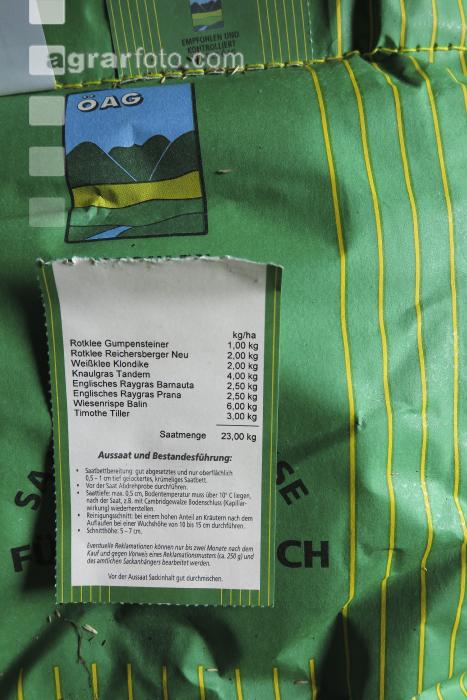 EMPFOHLEN UND
KONTROLLIERT
agrarfoto.com
ÖAG
kg/ha
Rotklee Gumpensteiner 1,00 kg
Rotklee Reichersberger Neu 2,00 kg
Weißklee Klondike 2,00 kg
Knaulgras Tandem 4,00 kg
Englisches Raygras Barnauta 2,50 kg
Englisches Raygras Prana 2,50 kg
Wiesenrispe Balin 6,00 kg
Timothe Tiller 3,00 kg
Saatmenge 23,00 kg
Aussaat und Bestandesführung:
• Saatbettbereitung: gut abgesetztes und nur oberflächlich
0,5 – 1 cm tief gelockertes, krümeliges Saatbett.
• Vor der Saat Abdrehprobe durchführen.
• Saattiefe: max. 0,5 cm, Bodentemperatur muss über 10° C liegen,
nach der Saat, z.B. mit Cambridgewalze Bodenschluss (Kapillar-
wirkung) wiederherstellen.
• Reinigungsschnitt: bei einem hohen Anteil an Kräutern nach dem
Auflaufen bei einer Wuchshöhe von 10 bis 15 cm durchführen.
• Schnitthöhe: 5 – 7 cm.
Eventuelle Reklamationen können nur bis zwei Monate nach dem
Kauf und gegen Vorweis eines Reklamationsmusters (ca. 250 g) und
des amtlichen Sackanhängers bearbeitet werden.
Vor der Aussaat Sackinhalt gut durchmischen.
SA SE
FÜ CH